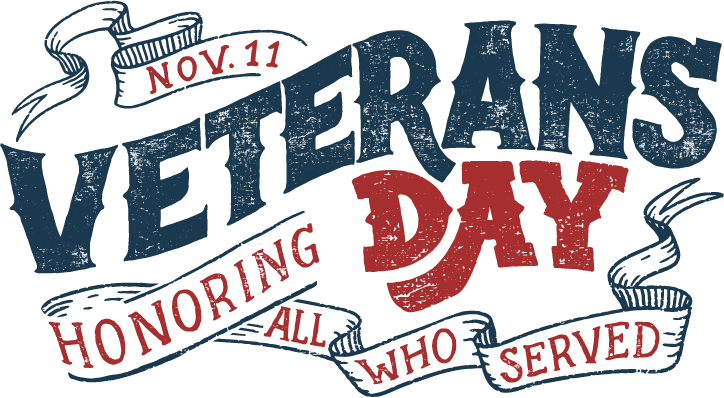 NOV. 11
VETERANS
DAY
HONORING ALL WHO SERVED